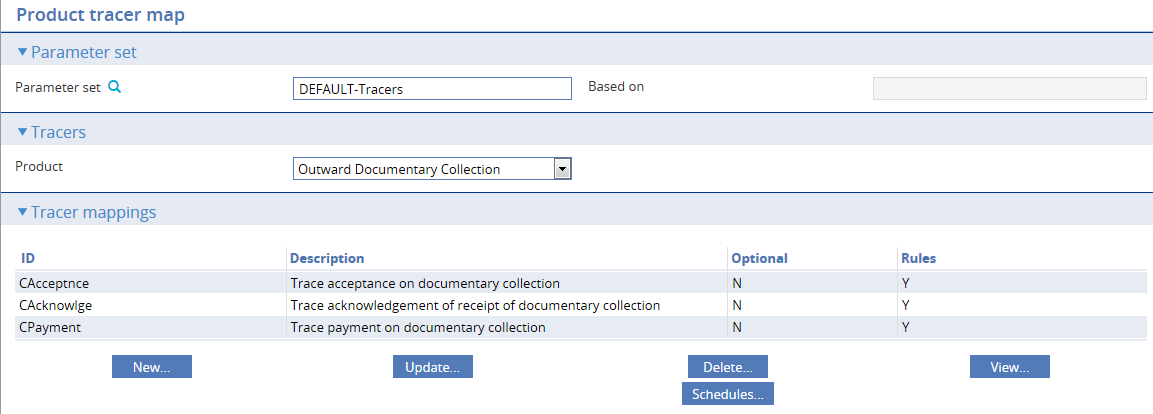 Product tracer map
Parameter set
Parameter set DEFAULT-Tracers Based on
Tracers
Product Outward Documentary Collection
Tracer mappings
ID Description Optional Rules
CAcceptnce Trace acceptance on documentary collection N Y
CAcknowlge Trace acknowledgement of receipt of documentary collection N Y
CPayment Trace payment on documentary collection N Y
New... Update... Delete... View...
Schedules...